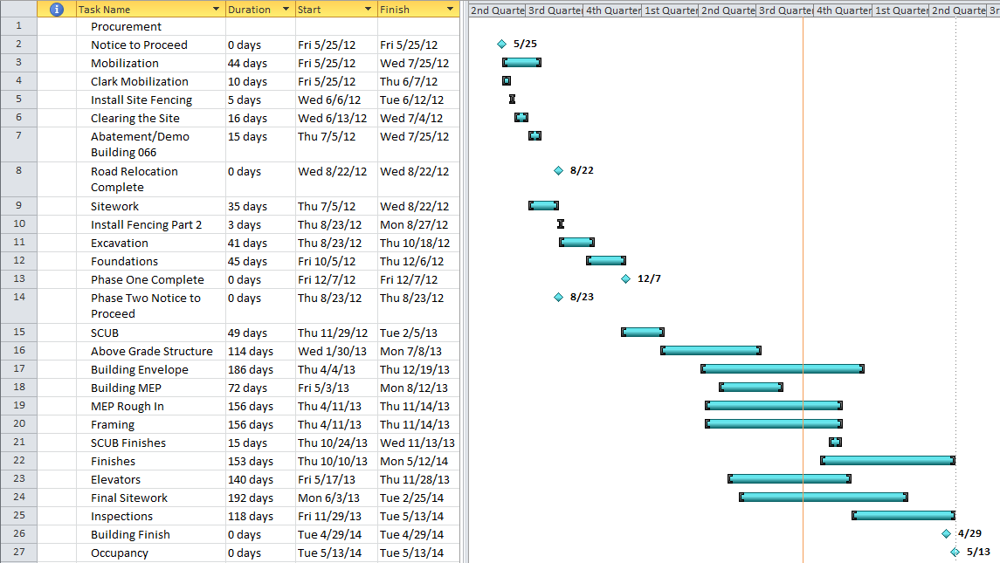 Task Name Duration Start Finish 2nd Quarte 3rd Quarter 4th Quarter 1st Quarter 2nd Quarte 3rd Quarter 4th Quarter 1st Quarter 2nd Quarte 3r
1 Procurement
2 Notice to Proceed 0 days Fri 5/25/12 Fri 5/25/12 5/25
3 Mobilization 44 days Fri 5/25/12 Wed 7/25/12
4 Clark Mobilization 10 days Fri 5/25/12 Thu 6/7/12
5 Install Site Fencing 5 days Wed 6/6/12 Tue 6/12/12
6 Clearing the Site 16 days Wed 6/13/12 Wed 7/4/12
7 Abatement/Demo 15 days Thu 7/5/12 Wed 7/25/12
Building 066
8 Road Relocation 0 days Wed 8/22/12 Wed 8/22/12 8/22
Complete
9 Sitework 35 days Thu 7/5/12 Wed 8/22/12
10 Install Fencing Part 2 3 days Thu 8/23/12 Mon 8/27/12
11 Excavation 41 days Thu 8/23/12 Thu 10/18/12
12 Foundations 45 days Fri 10/5/12 Thu 12/6/12
13 Phase One Complete 0 days Fri 12/7/12 Fri 12/7/12 12/7
14 Phase Two Notice to 0 days Thu 8/23/12 Thu 8/23/12 8/23
Proceed
15 SCUB 49 days Thu 11/29/12 Tue 2/5/13
16 Above Grade Structure 114 days Wed 1/30/13 Mon 7/8/13
17 Building Envelope 186 days Thu 4/4/13 Thu 12/19/13
18 Building MEP 72 days Fri 5/3/13 Mon 8/12/13
19 MEP Rough In 156 days Thu 4/11/13 Thu 11/14/13
20 Framing 156 days Thu 4/11/13 Thu 11/14/13
21 SCUB Finishes 15 days Thu 10/24/13 Wed 11/13/13
22 Finishes 153 days Thu 10/10/13 Mon 5/12/14
23 Elevators 140 days Fri 5/17/13 Thu 11/28/13
24 Final Sitework 192 days Mon 6/3/13 Tue 2/25/14
25 Inspections 118 days Fri 11/29/13 Tue 5/13/14
26 Building Finish 0 days Tue 4/29/14 Tue 4/29/14 4/29
27 Occupancy 0 days Tue 5/13/14 Tue 5/13/14 5/13